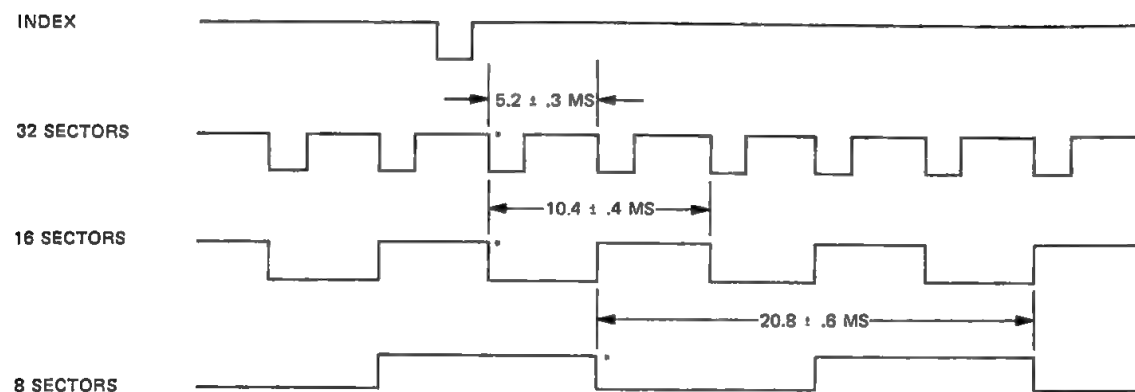 INDEX
5.2 ± .3 MS
32 SECTORS
10.4 ± .4 MS
16 SECTORS
20.8 ± .6 MS
8 SECTORS